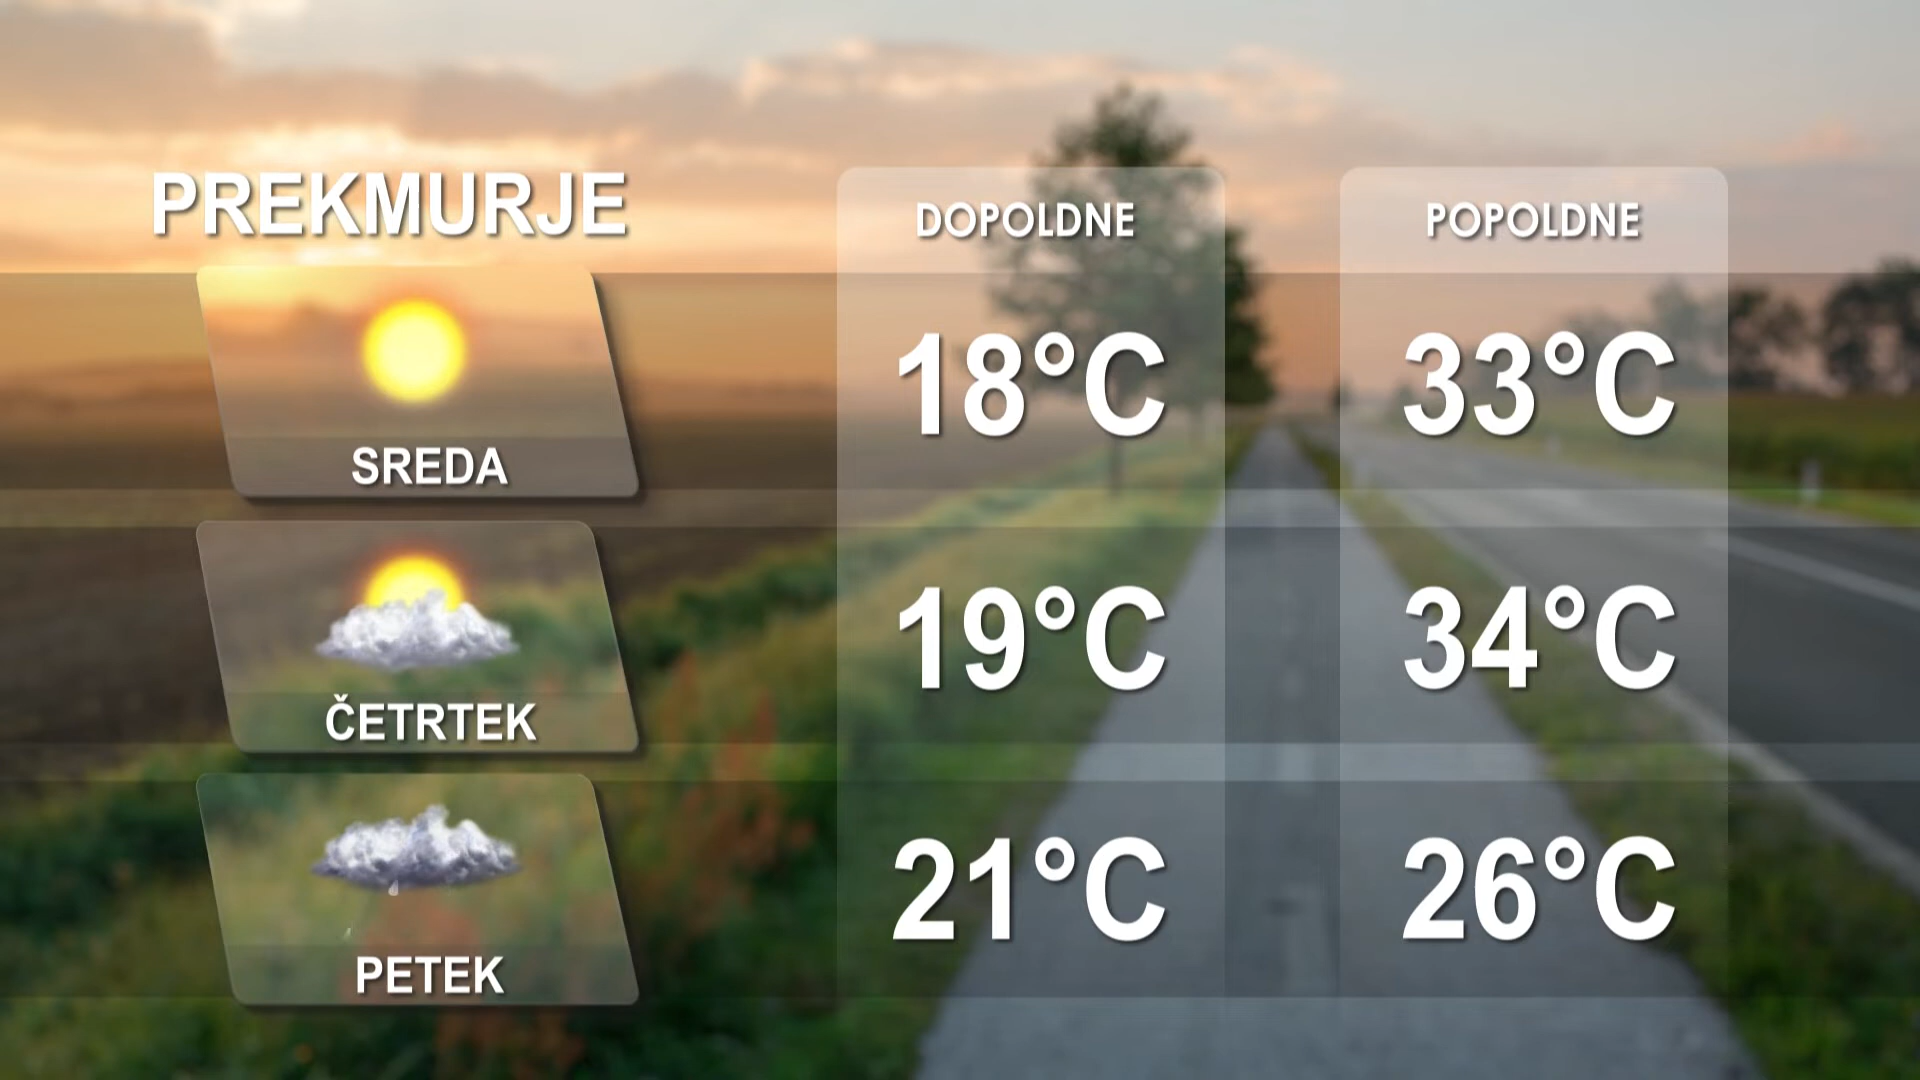 PREKMURJE
DOPOLDNE POPOLDNE
18°C 33°C
SREDA
19°C 34°C
ČETRTEK
21°C 26°C
PETEK